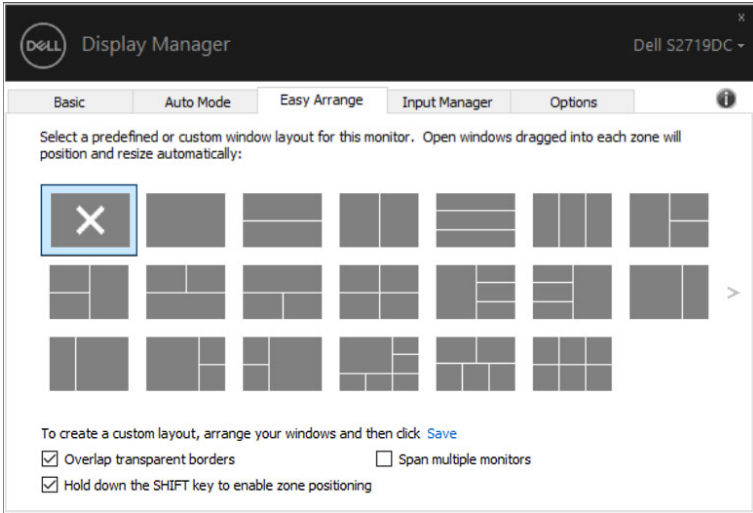 x
DELL Display Manager Dell S2719DC
Basic Auto Mode Easy Arrange Input Manager Options
Select a predefined or custom window layout for this monitor. Open windows dragged into each zone will
position and resize automatically:
To create a custom layout, arrange your windows and then click Save
Overlap transparent borders Span multiple monitors
Hold down the SHIFT key to enable zone positioning